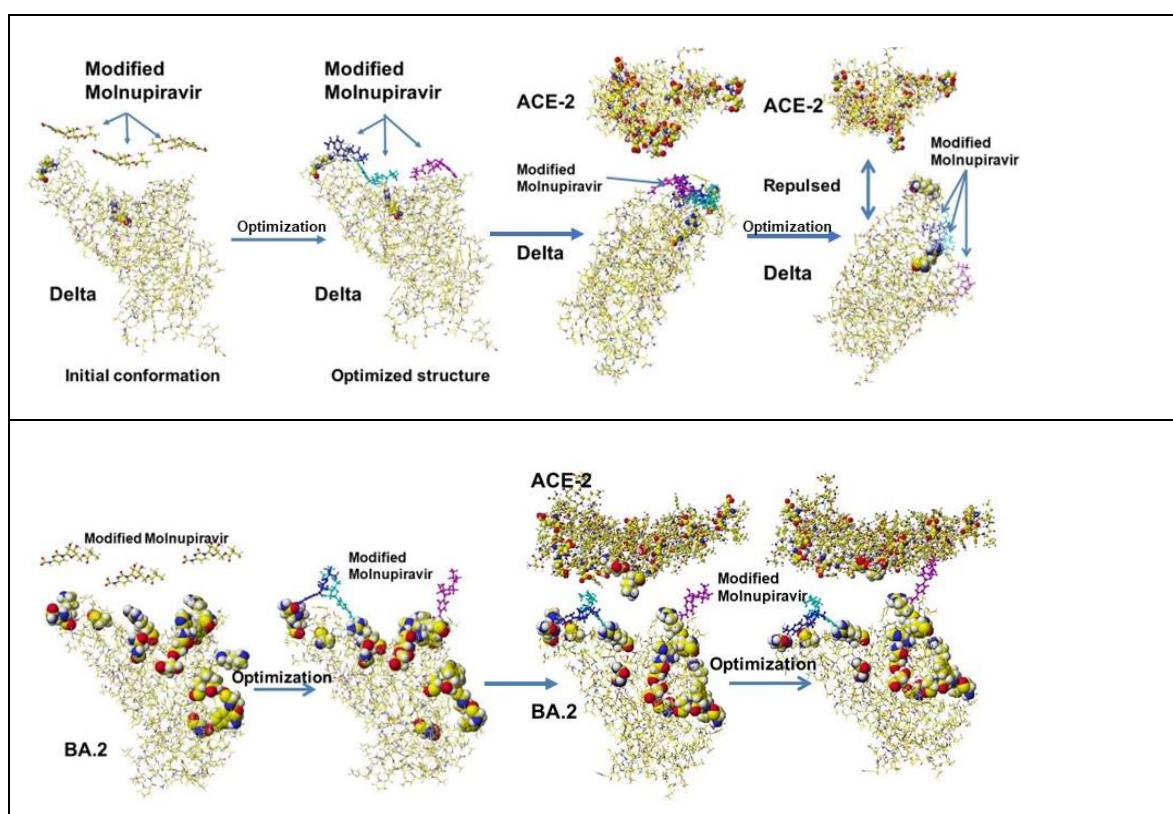 Modified
Molnupiravir
Optimization
Delta
Initial conformation
Modified
Molnupiravir
Delta
Optimized structure
ACE-2
Modified
Molnupiravir
Delta
Optimization
ACE-2
Modified
Molnupiravir
Repulsed
Delta
Modified Molnupiravir
Optimization
BA.2
Modified
Molnupiravir
ACE-2
Modified
Molnupiravir
Optimization
BA.2